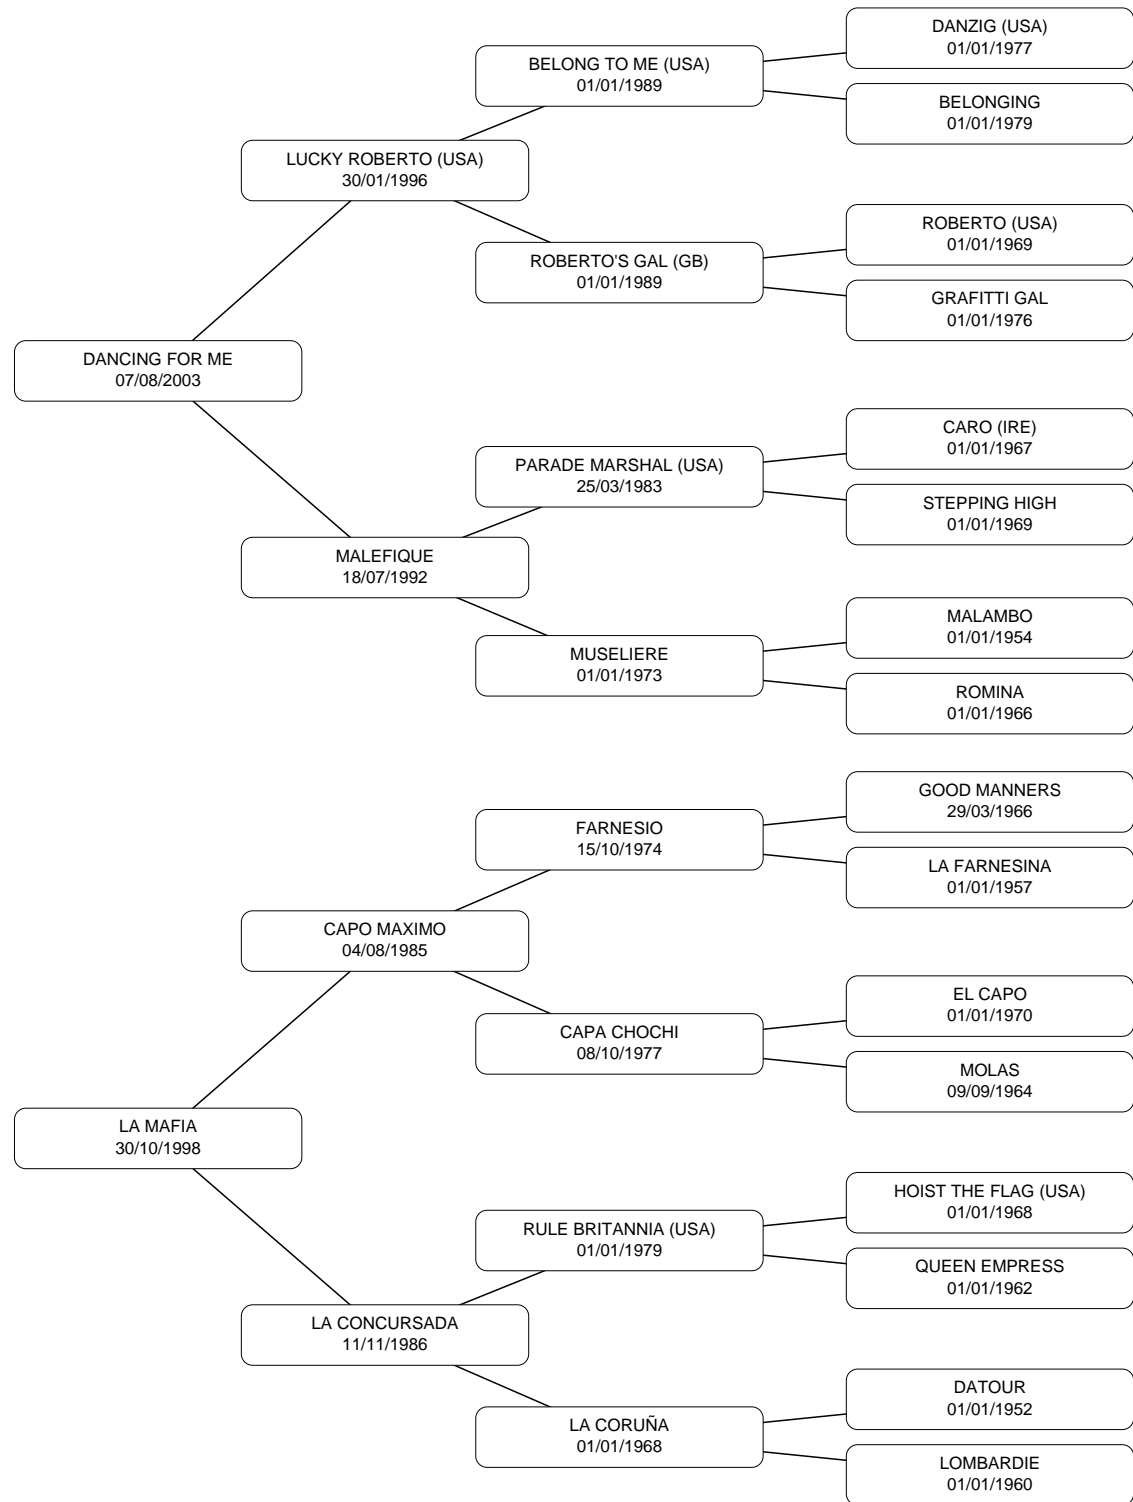 DANZIG (USA)
01/01/1977
BELONG TO ME (USA)
01/01/1989
BELONGING
01/01/1979
LUCKY ROBERTO (USA)
30/01/1996
ROBERTO (USA)
01/01/1969
ROBERTO'S GAL (GB)
01/01/1989
GRAFITTI GAL
01/01/1976
DANCING FOR ME
07/08/2003
CARO (IRE)
01/01/1967
PARADE MARSHAL (USA)
25/03/1983
STEPPING HIGH
01/01/1969
MALEFIQUE
18/07/1992
MALAMBO
01/01/1954
MUSELIERE
01/01/1973
ROMINA
01/01/1966
GOOD MANNERS
29/03/1966
FARNESIO
15/10/1974
LA FARNESINA
01/01/1957
CAPO MAXIMO
04/08/1985
EL CAPO
01/01/1970
CAPA CHOCHI
08/10/1977
MOLAS
09/09/1964
LA MAFIA
30/10/1998
HOIST THE FLAG (USA)
01/01/1968
RULE BRITANNIA (USA)
01/01/1979
QUEEN EMPRESS
01/01/1962
LA CONCURSADA
11/11/1986
DATOUR
01/01/1952
LA CORUÑA
01/01/1968
LOMBARDIE
01/01/1960